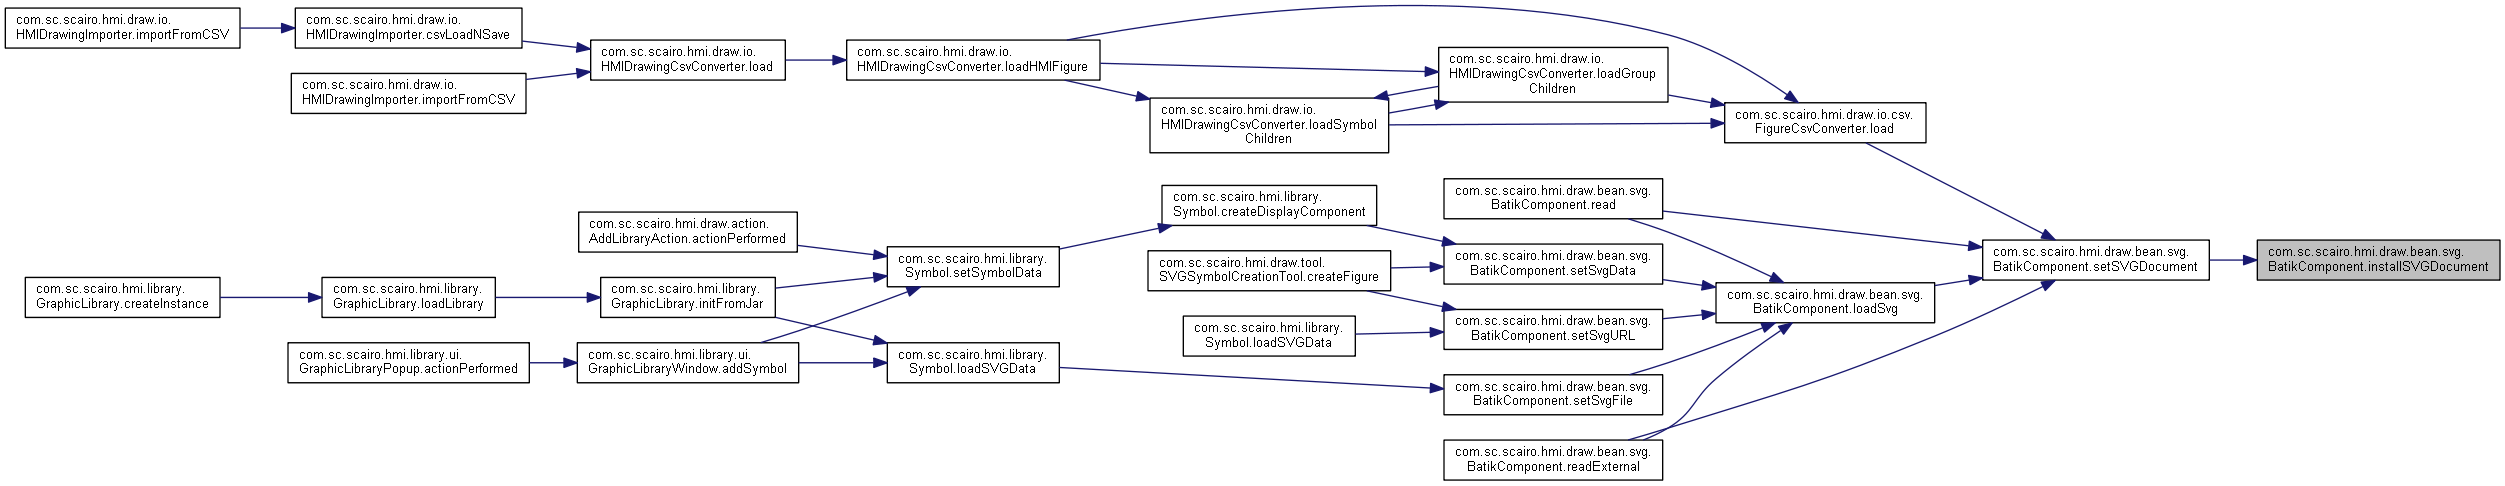 com.sc.scairo.hmi.draw.io.
HMIDrawingImporter.importFromCSV
com.sc.scairo.hmi.draw.io.
HMIDrawingImporter.csvLoadNSave
com.sc.scairo.hmi.draw.io.
HMIDrawingImporter.importFromCSV
com.sc.scairo.hmi.draw.io.
HMIDrawingCsvConverter.load
com.sc.scairo.hmi.draw.io.
HMIDrawingCsvConverter.loadHMIFigure
com.sc.scairo.hmi.draw.io.
HMIDrawingCsvConverter.loadGroup
Children
com.sc.scairo.hmi.draw.io.
HMIDrawingCsvConverter.loadSymbol
Children
com.sc.scairo.hmi.draw.io.csv.
FigureCsvConverter.load
com.sc.scairo.hmi.draw.bean.svg.
BatikComponent.read
com.sc.scairo.hmi.library.
Symbol.createDisplayComponent
com.sc.scairo.hmi.draw.action.
AddLibraryAction.actionPerformed
com.sc.scairo.hmi.library.
Symbol.setSymbolData
com.sc.scairo.hmi.draw.tool.
SVGSymbolCreationTool.createFigure
com.sc.scairo.hmi.draw.bean.svg.
BatikComponent.setSvgData
com.sc.scairo.hmi.draw.bean.svg.
BatikComponent.setSVGDocument
com.sc.scairo.hmi.draw.bean.svg.
BatikComponent.installSVGDocument
com.sc.scairo.hmi.library.
GraphicLibrary.createInstance
com.sc.scairo.hmi.library.
GraphicLibrary.loadLibrary
com.sc.scairo.hmi.library.
GraphicLibrary.initFromJar
com.sc.scairo.hmi.draw.bean.svg.
BatikComponent.loadSvg
com.sc.scairo.hmi.library.
Symbol.loadSVGData
com.sc.scairo.hmi.draw.bean.svg.
BatikComponent.setSvgURL
com.sc.scairo.hmi.library.ui.
GraphicLibraryPopup.actionPerformed
com.sc.scairo.hmi.library.ui.
GraphicLibraryWindow.addSymbol
com.sc.scairo.hmi.library.
Symbol.loadSVGData
com.sc.scairo.hmi.draw.bean.svg.
BatikComponent.setSvgFile
com.sc.scairo.hmi.draw.bean.svg.
BatikComponent.readExternal